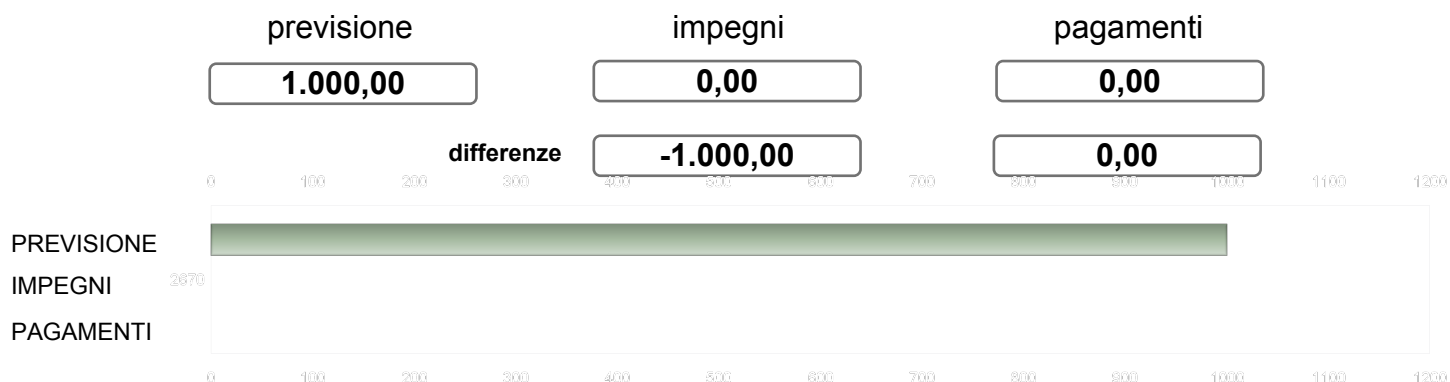 previsione impegni pagamenti
1.000,00 0,00 0,00
differenze -1.000,00 0,00
0 100 200 300 400 500 600 700 800 900 1000 1100 1200
PREVISIONE
2670
IMPEGNI
PAGAMENTI
0 100 200 300 400 500 600 700 800 900 1000 1100 1200